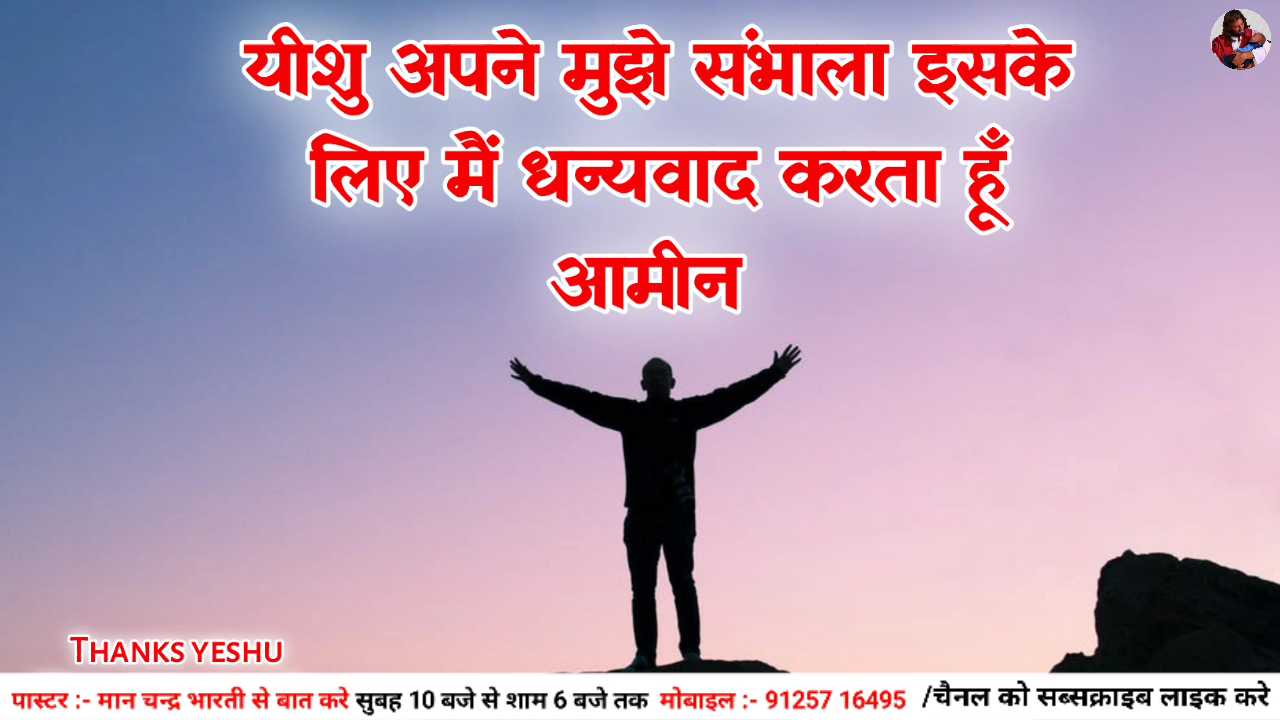 यीशु अपने मुझे संभाला इसके
लिए मैं धन्यवाद करता हूँ
आमीन
THANKS YESHU
पास्टर :- मान चन्द्र भारती से बात करे सुबह 10 बजे से शाम 6 बजे तक मोबाइल :- 91257 16495 /चैनल को सब्सक्राइब लाइक करे